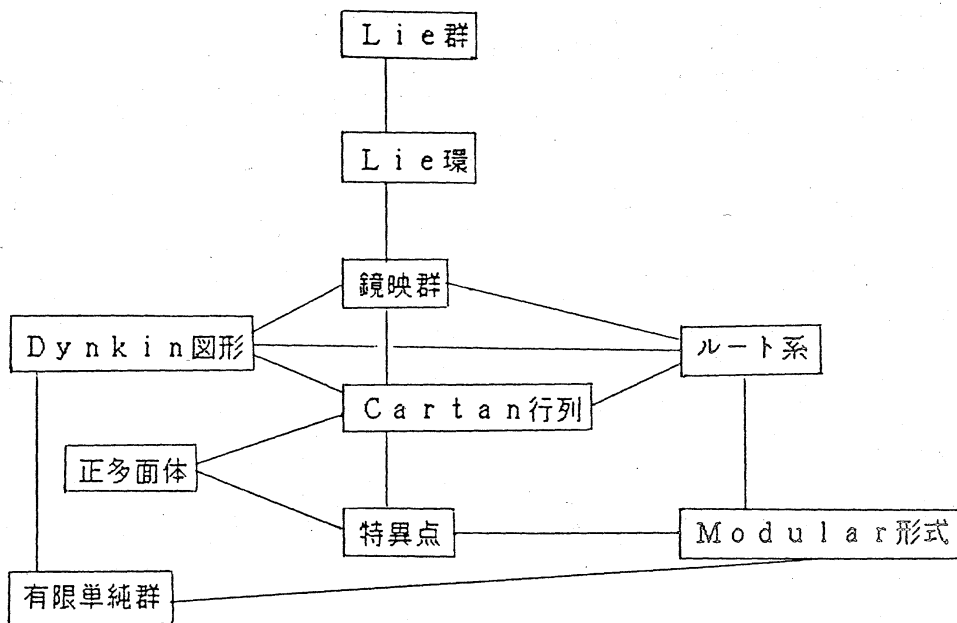 Lie群
Lie環
鏡映群
Dynkin図形
ルート系
Cartan行列
正多面体
特異点
Modular形式
有限単純群